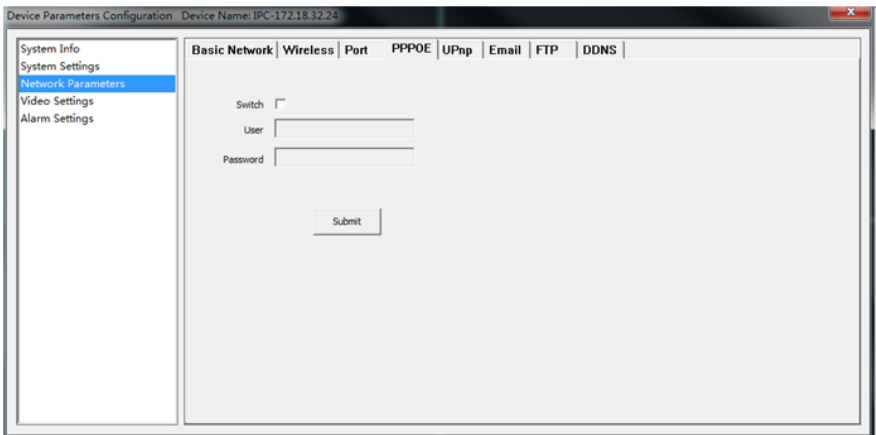 Device Parameters Configuration Device Name: IPC-172.18.32.24
x
System Info
System Settings
Network Parameters
Video Settings
Alarm Settings
Basic Network Wireless Port PPPOE UPnp Email FTP DDNS
Switch
User
Password
Submit